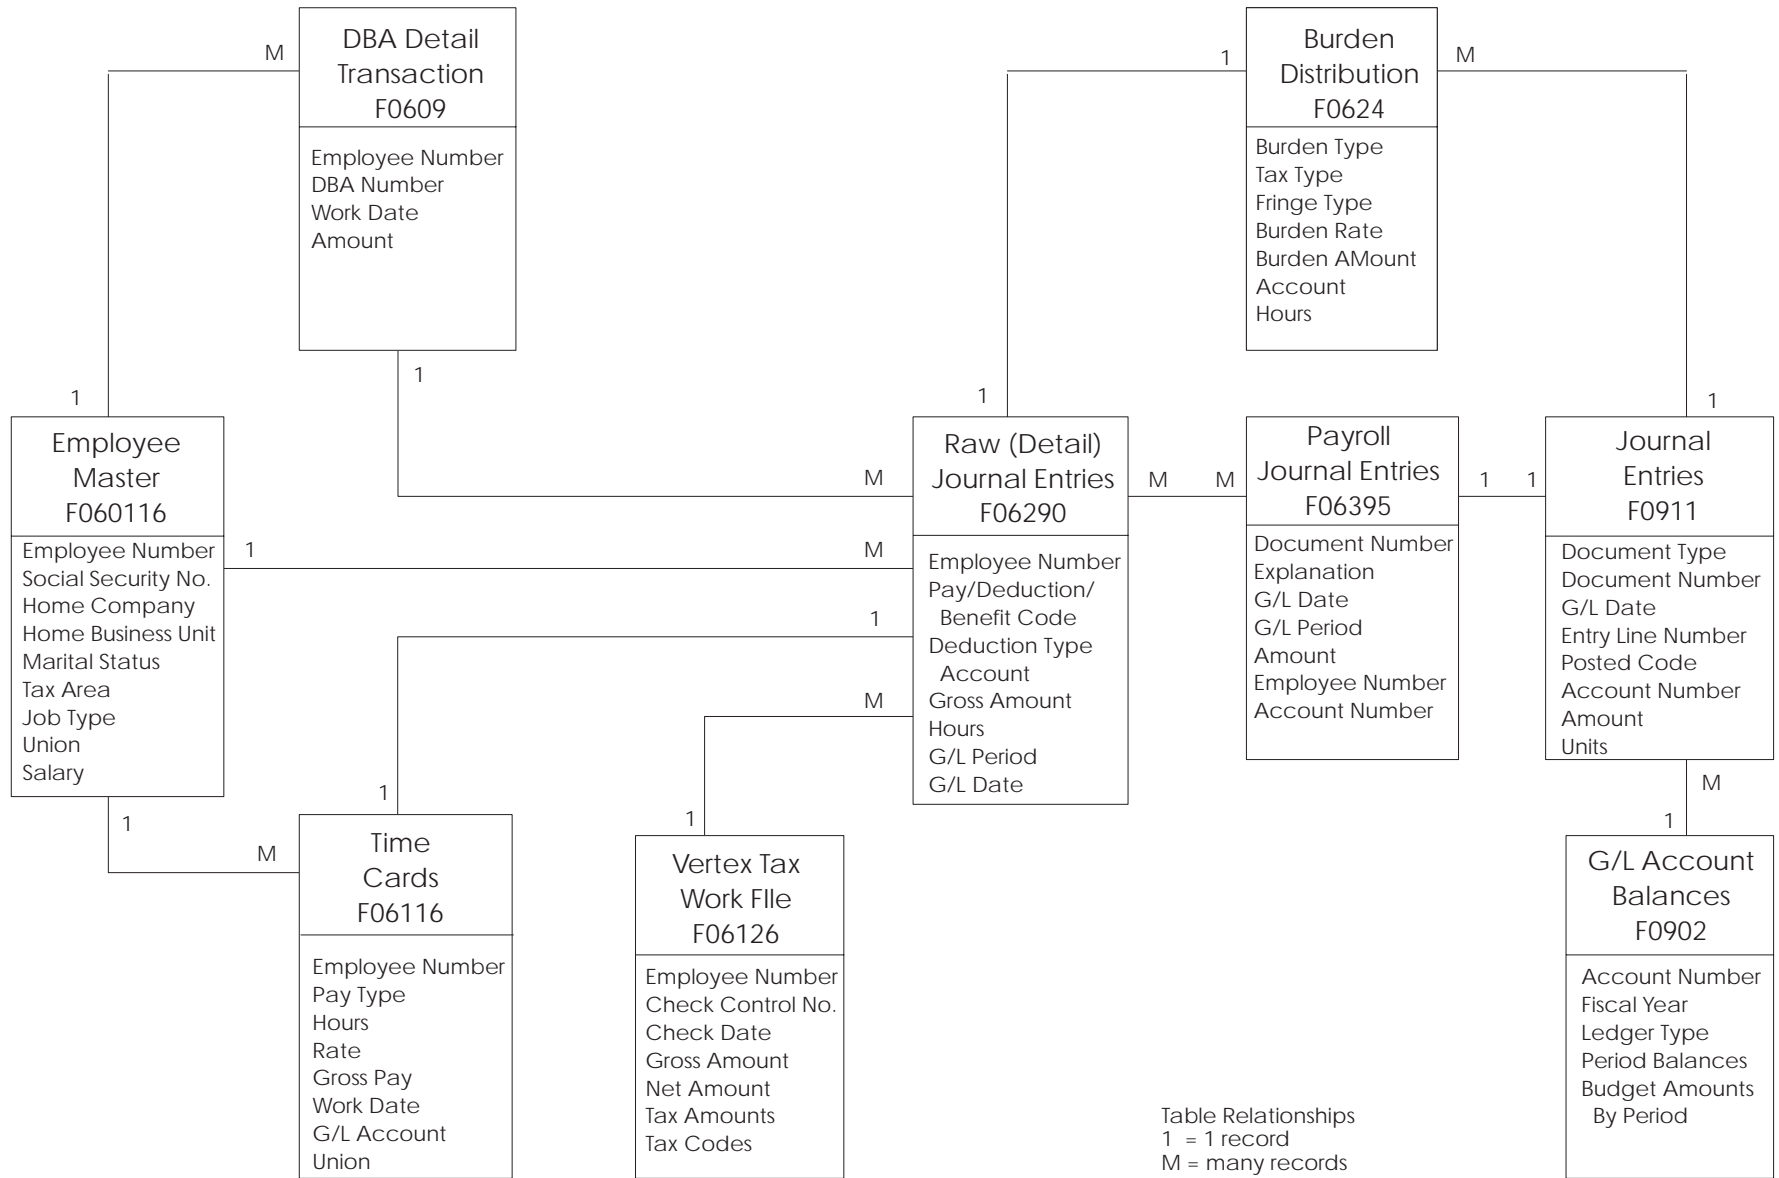 DBA Detail
Transaction
F0609
Employee Number
DBA Number
Work Date
Amount
M
1
1
Burden
Distribution
F0624
Burden Type
Tax Type
Fringe Type
Burden Rate
Burden AMount
Account
Hours
1
M
1
1
Employee
Master
F060116
Employee Number
Social Security No.
Home Company
Home Business Unit
Marital Status
Tax Area
Job Type
Union
Salary
1
M
M
1
M
1
1
M
Raw (Detail)
Journal Entries
F06290
Employee Number
Pay/Deduction/
Benefit Code
Deduction Type
Account
Gross Amount
Hours
G/L Period
G/L Date
M
M
Payroll
Journal Entries
F06395
Document Number
Explanation
G/L Date
G/L Period
Amount
Employee Number
Account Number
1
1
Journal
Entries
F0911
Document Type
Document Number
G/L Date
Entry Line Number
Posted Code
Account Number
Amount
Units
M
1
Time
Cards
F06116
Employee Number
Pay Type
Hours
Rate
Gross Pay
Work Date
G/L Account
Union
1
Vertex Tax
Work FIle
F06126
Employee Number
Check Control No.
Check Date
Gross Amount
Net Amount
Tax Amounts
Tax Codes
G/L Account
Balances
F0902
Account Number
Fiscal Year
Ledger Type
Period Balances
Budget Amounts
By Period
Table Relationships
1 = 1 record
M = many records